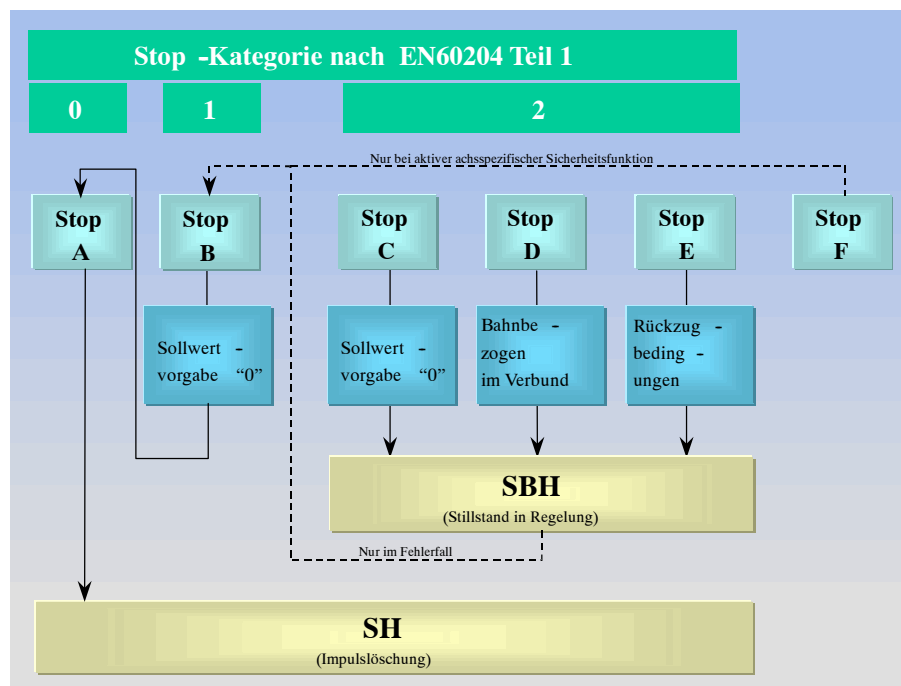 Stop -Kategorie nach EN60204 Teil 1
0
1
2
Nur bei aktiver achsspezifischer Sicherheitsfunktion
Stop
A
Stop
B
Stop
C
Stop
D
Stop
E
Stop
F
Sollwert -
vorgabe “0”
Sollwert -
vorgabe “0”
Bahnbe -
zogen
im Verbund
Rückzug -
beding -
ungen
SBH
(Stillstand in Regelung)
Nur im Fehlerfall
SH
(Impulslöschung)